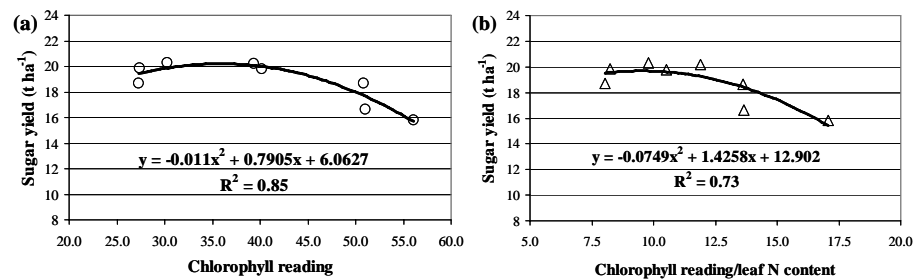 (a)
Sugar yield (t ha⁻¹)
24
22
20
18
16
14
12
10
8
y = -0.011x² + 0.7905x + 6.0627
R² = 0.85
20.0 25.0 30.0 35.0 40.0 45.0 50.0 55.0 60.0
Chlorophyll reading
(b)
Sugar yield (t ha⁻¹)
24
22
20
18
16
14
12
10
8
y = -0.0749x² + 1.4258x + 12.902
R² = 0.73
5.0 7.5 10.0 12.5 15.0 17.5 20.0
Chlorophyll reading/leaf N content